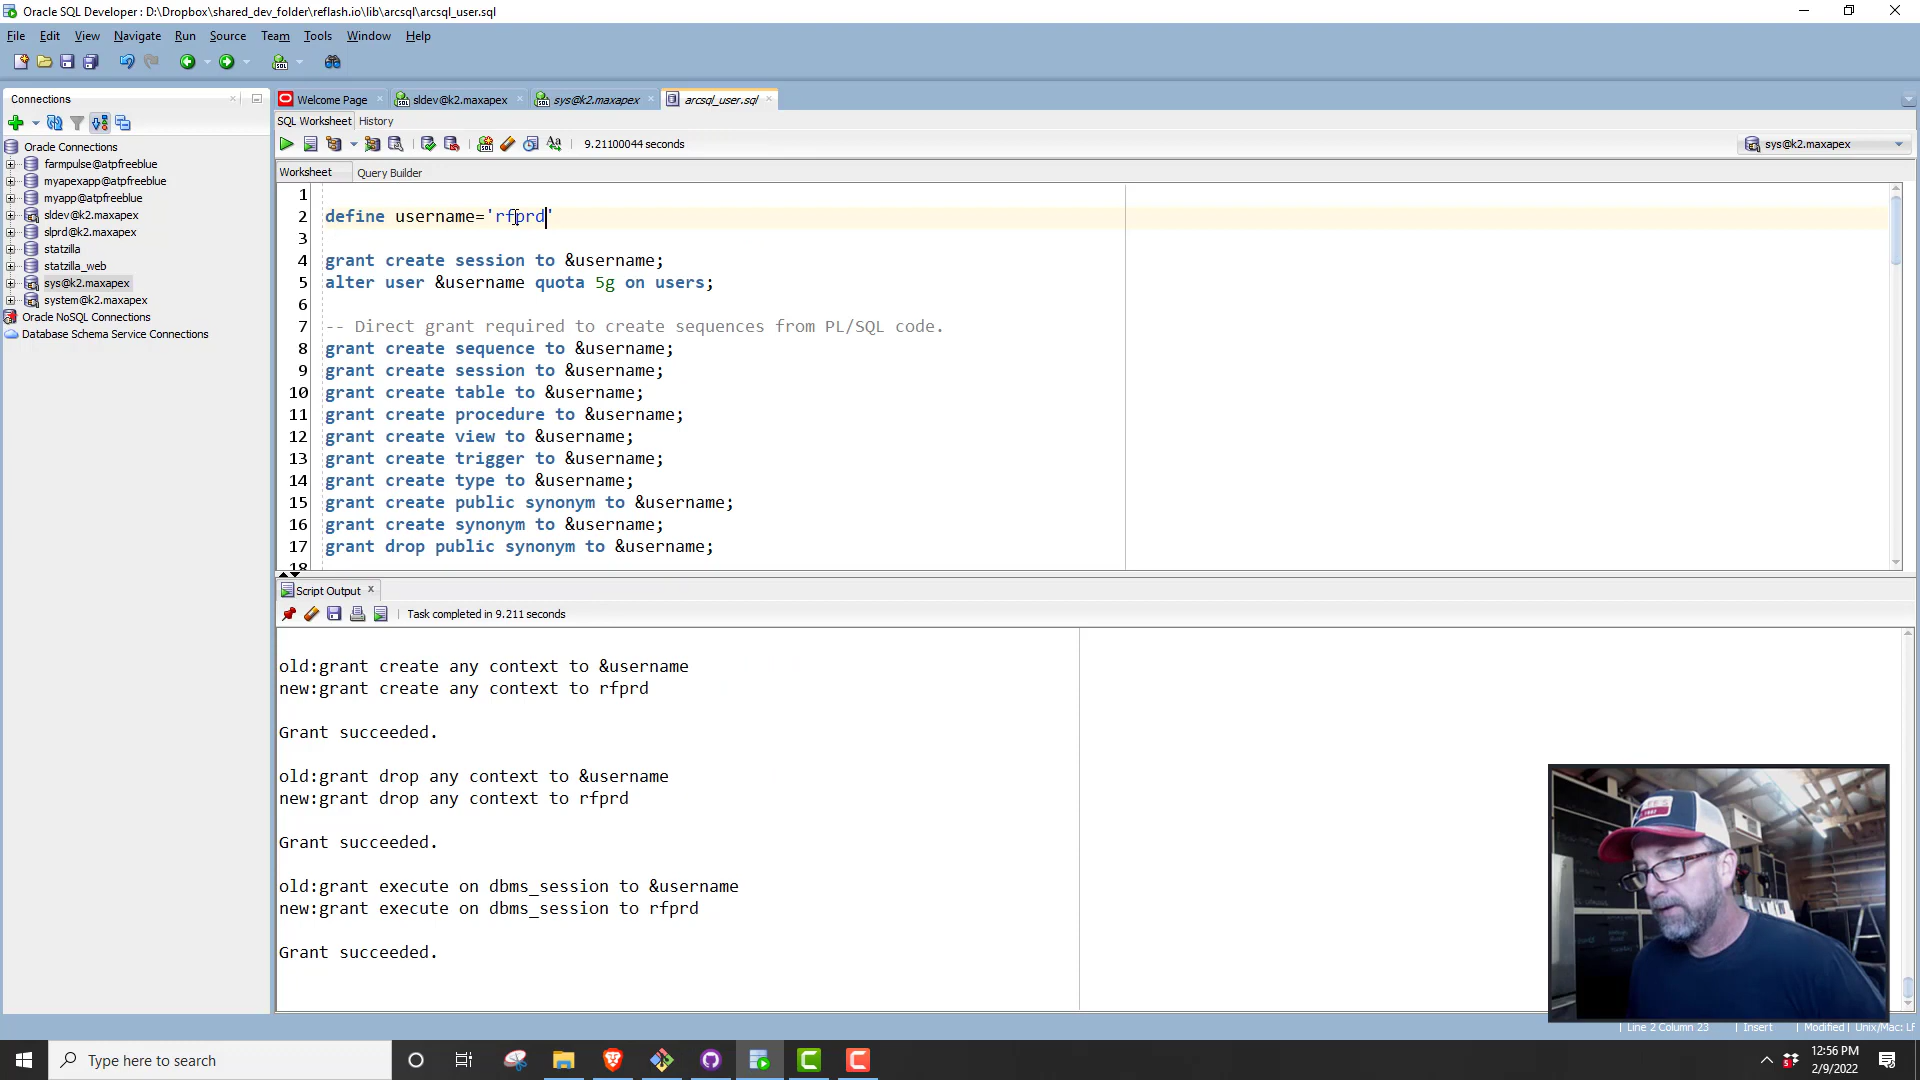 Oracle SQL Developer : D:\Dropbox\shared_dev_folder\reflash.io\lib\arcsql\arcsql_user.sql
File Edit View Navigate Run Source Team Tools Window Help
Connections
Oracle Connections
farmpulse@atpfreeblue
myapexapp@atpfreeblue
myapp@atpfreeblue
sldev@k2.maxapex
slprd@k2.maxapex
statzilla
statzilla_web
sys@k2.maxapex
system@k2.maxapex
Oracle NoSQL Connections
Database Schema Service Connections
Welcome Page sldev@k2.maxapex sys@k2.maxapex arcsql_user.sql
SQL Worksheet History
9.21100044 seconds
sys@k2.maxapex
Worksheet Query Builder
1
2 define username='rfprd'
3
4 grant create session to &username;
5 alter user &username quota 5g on users;
6
7 -- Direct grant required to create sequences from PL/SQL code.
8 grant create sequence to &username;
9 grant create session to &username;
10 grant create table to &username;
11 grant create procedure to &username;
12 grant create view to &username;
13 grant create trigger to &username;
14 grant create type to &username;
15 grant create public synonym to &username;
16 grant create synonym to &username;
17 grant drop public synonym to &username;
18
Script Output
Task completed in 9.211 seconds
old:grant create any context to &username
new:grant create any context to rfprd
Grant succeeded.
old:grant drop any context to &username
new:grant drop any context to rfprd
Grant succeeded.
old:grant execute on dbms_session to &username
new:grant execute on dbms_session to rfprd
Grant succeeded.
Line 2 Column 23 Insert Modified Unix/Mac: LF
Type here to search
12:56 PM
2/9/2022